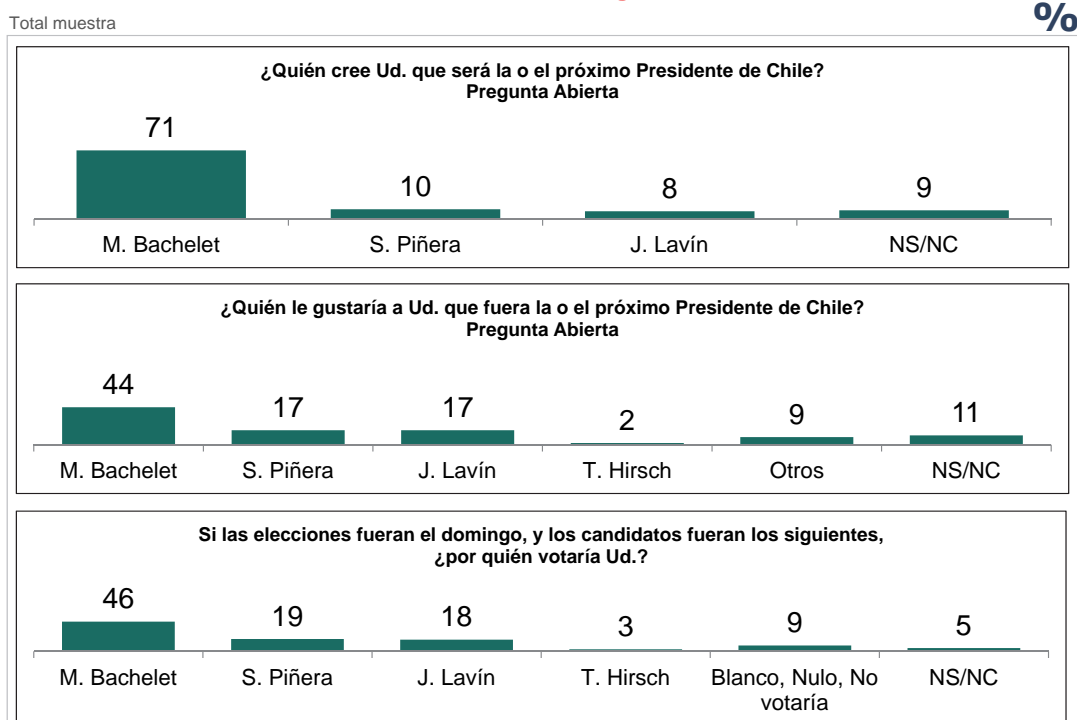 Total muestra
%
¿Quién cree Ud. que será la o el próximo Presidente de Chile?
Pregunta Abierta
71
10
8
9
M. Bachelet
S. Piñera
J. Lavín
NS/NC
¿Quién le gustaría a Ud. que fuera la o el próximo Presidente de Chile?
Pregunta Abierta
44
17
17
2
9
11
M. Bachelet
S. Piñera
J. Lavín
T. Hirsch
Otros
NS/NC
Si las elecciones fueran el domingo, y los candidatos fueran los siguientes,
¿por quién votaría Ud.?
46
19
18
3
9
5
M. Bachelet
S. Piñera
J. Lavín
T. Hirsch
Blanco, Nulo, No
votaría
NS/NC